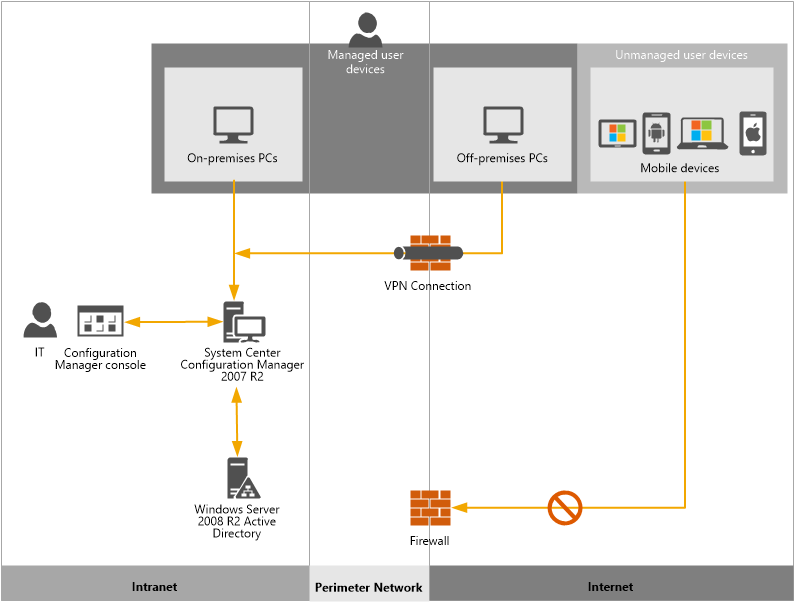 Managed user
devices
Unmanaged user devices
On-premises PCs
Off-premises PCs
Mobile devices
VPN Connection
IT
Configuration
Manager console
System Center
Configuration Manager
2007 R2
Windows Server
2008 R2 Active
Directory
Firewall
Intranet
Perimeter Network
Internet